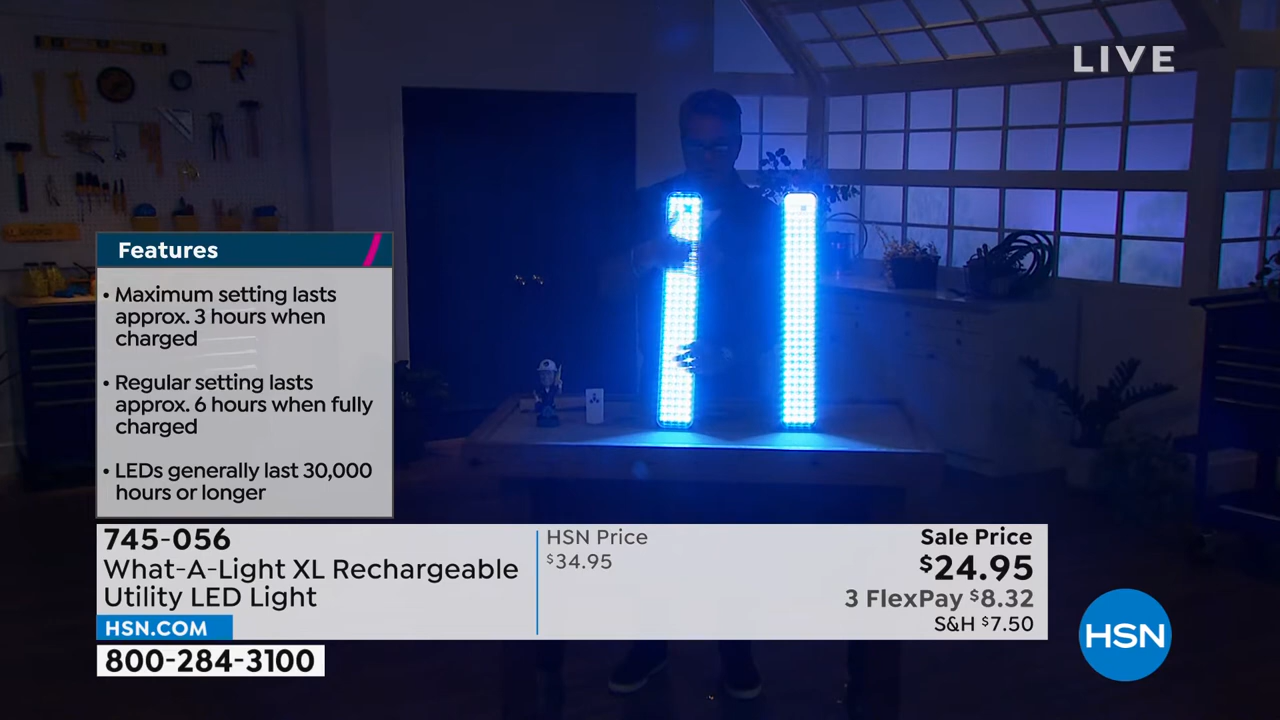 LIVE
Features
• Maximum setting lasts
approx. 3 hours when
charged
• Regular setting lasts
approx. 6 hours when fully
charged
• LEDs generally last 30,000
hours or longer
745-056
What-A-Light XL Rechargeable
Utility LED Light
HSN.COM
800-284-3100
HSN Price
$34.95
Sale Price
$24.95
3 FlexPay $8.32
S&H $7.50
HSN